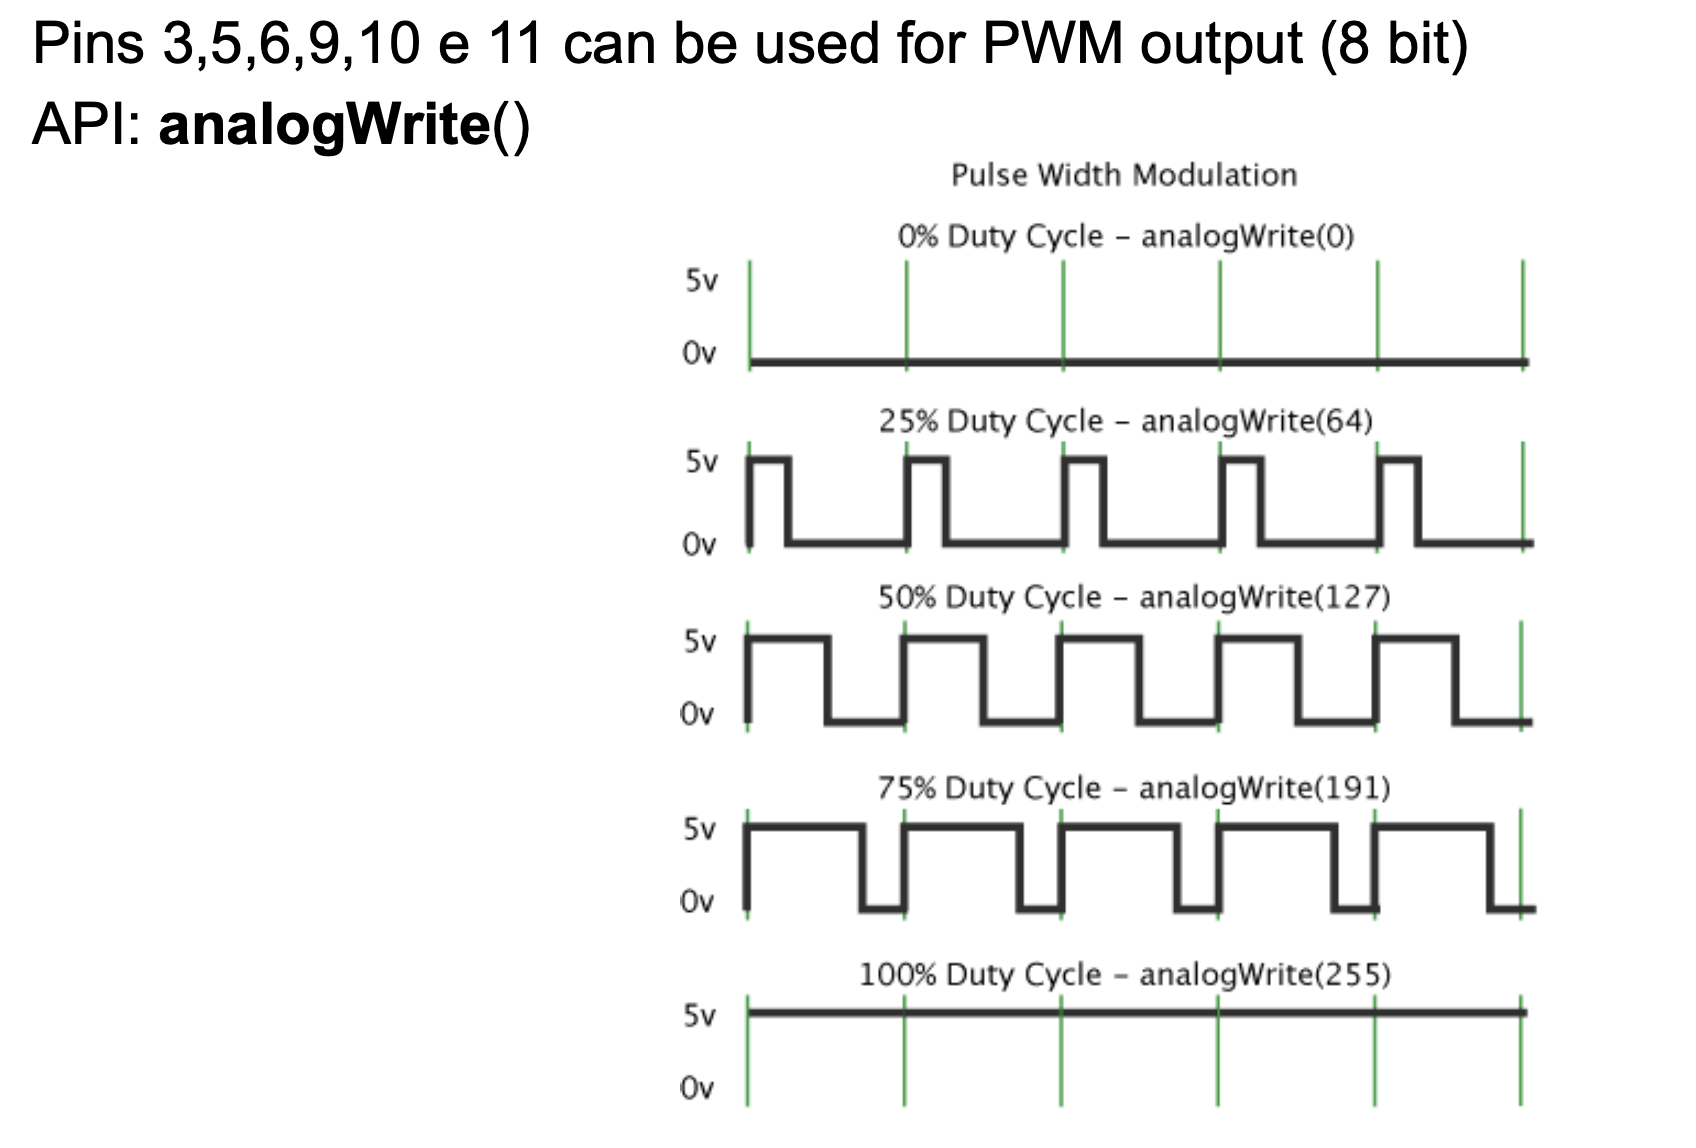 Pins 3,5,6,9,10 e 11 can be used for PWM output (8 bit)
API: analogWrite()
Pulse Width Modulation
0% Duty Cycle – analogWrite(0)
5v
0v
25% Duty Cycle – analogWrite(64)
5v
0v
50% Duty Cycle – analogWrite(127)
5v
0v
75% Duty Cycle – analogWrite(191)
5v
0v
100% Duty Cycle – analogWrite(255)
5v
0v